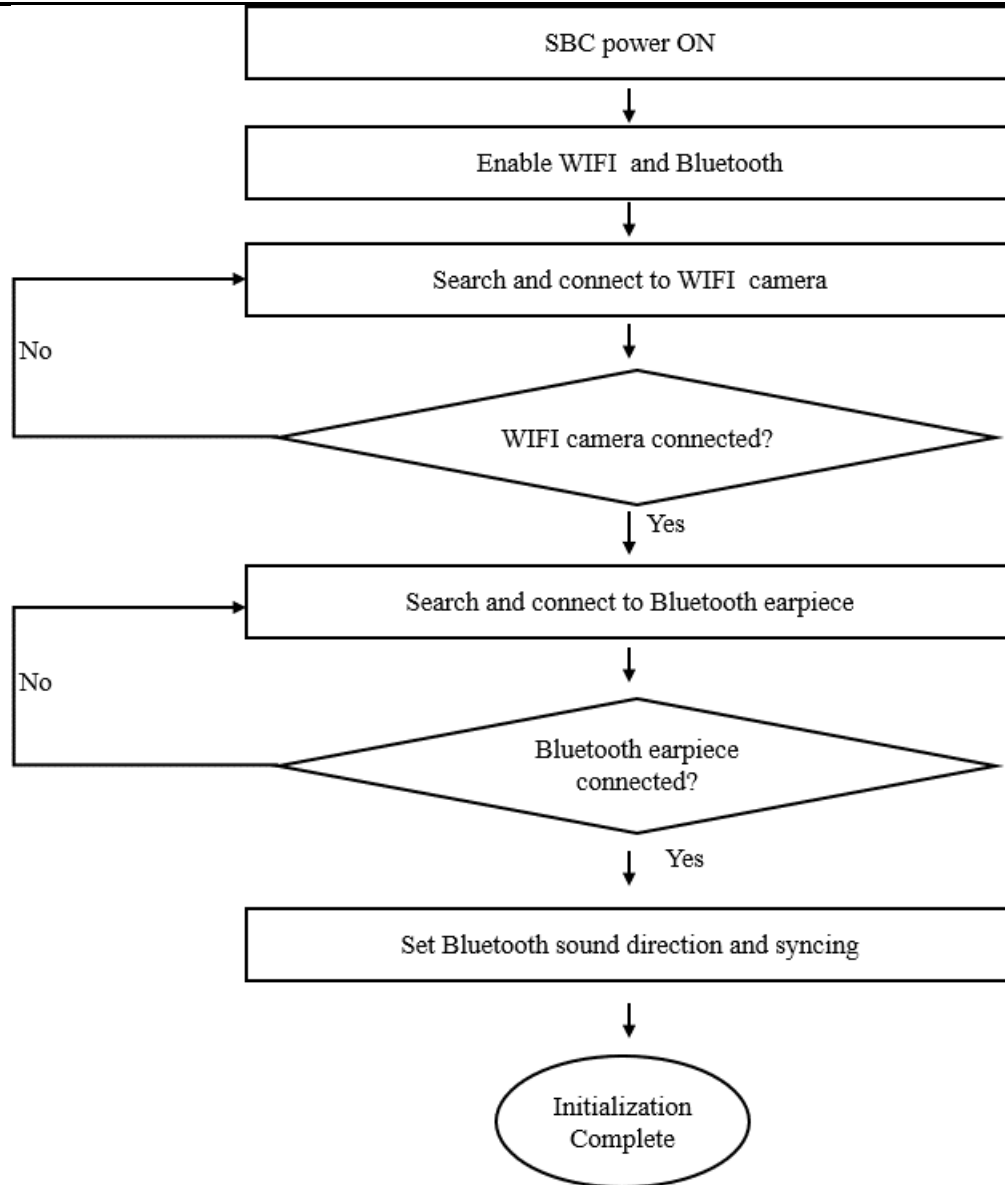 SBC power ON
Enable WIFI and Bluetooth
Search and connect to WIFI camera
No
WIFI camera connected?
Yes
Search and connect to Bluetooth earpiece
No
Bluetooth earpiece
connected?
Yes
Set Bluetooth sound direction and syncing
Initialization
Complete